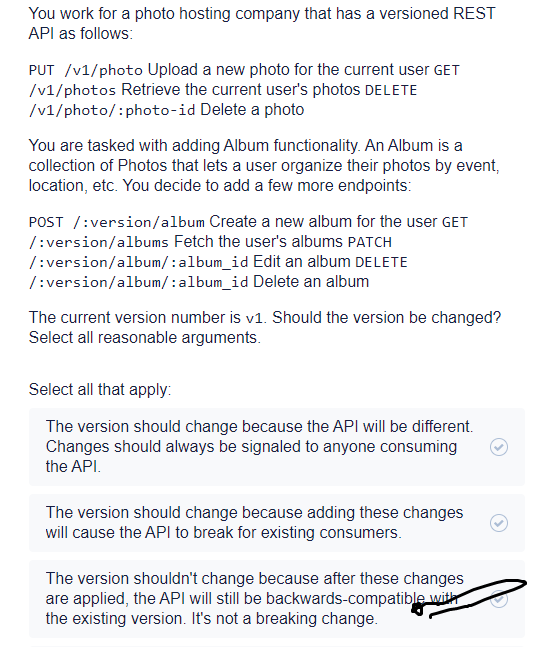 You work for a photo hosting company that has a versioned REST
API as follows:
PUT /v1/photo Upload a new photo for the current user GET
/v1/photos Retrieve the current user's photos DELETE
/v1/photo/:photo-id Delete a photo
You are tasked with adding Album functionality. An Album is a
collection of Photos that lets a user organize their photos by event,
location, etc. You decide to add a few more endpoints:
POST /:version/album Create a new album for the user GET
/:version/albums Fetch the user's albums PATCH
/:version/album/:album_id Edit an album DELETE
/:version/album/:album_id Delete an album
The current version number is v1. Should the version be changed?
Select all reasonable arguments.
Select all that apply:
The version should change because the API will be different.
Changes should always be signaled to anyone consuming
the API.
The version should change because adding these changes
will cause the API to break for existing consumers.
The version shouldn't change because after these changes
are applied, the API will still be backwards-compatible with
the existing version. It's not a breaking change.